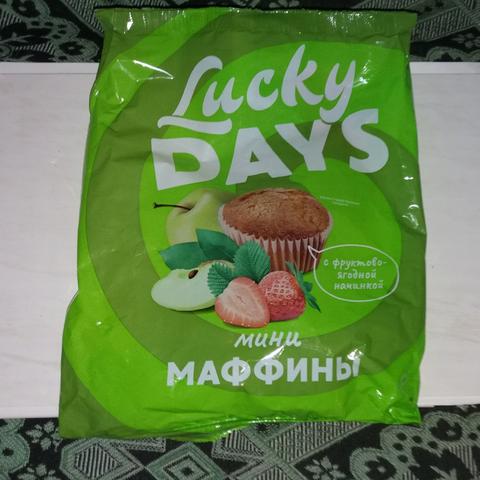 Lucky
DAYS
с фруктово-
ягодной
начинкой
мини
МАФФИНЫ